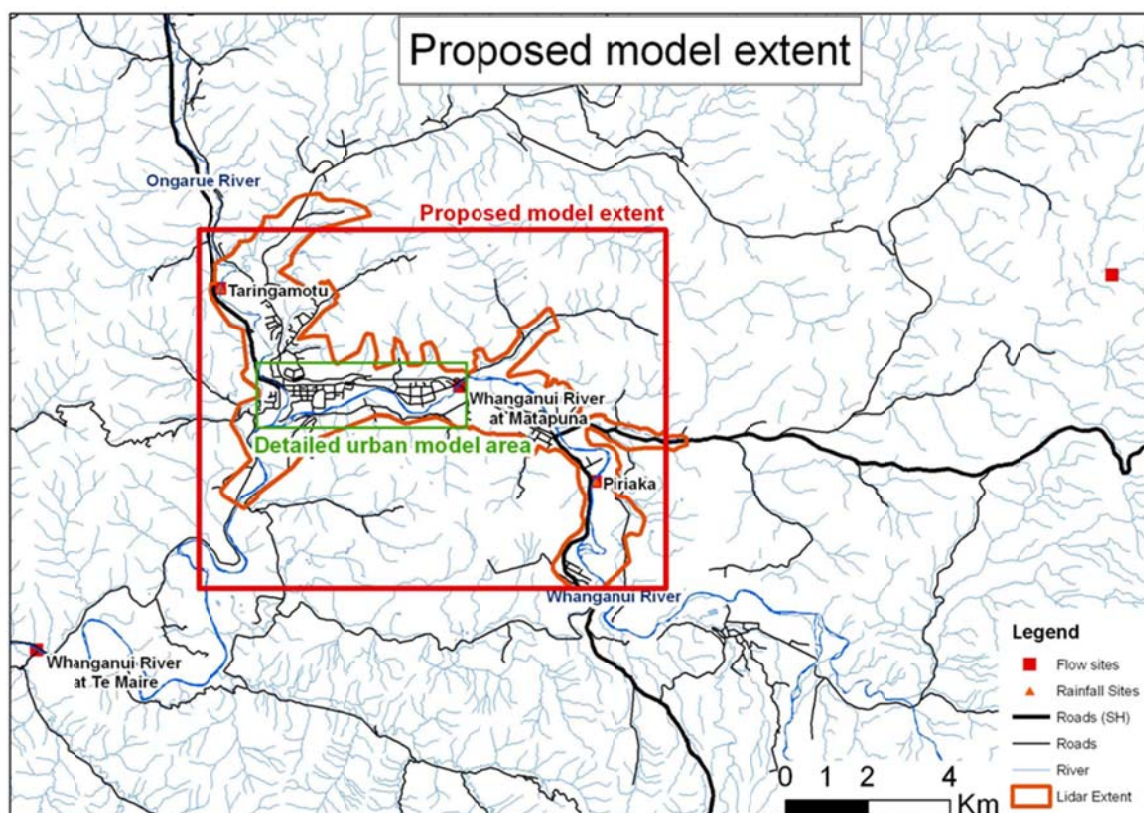 Proposed model extent
Ongarue River
Proposed model extent
Taringamotu
Whanganui River
at Matapuna
Detailed urban model area
Piriaka
Whanganui River
Whanganui River
at Te Maire
Legend
Flow sites
Rainfall Sites
Roads (SH)
Roads
River
Lidar Extent
0 1 2 4
Km